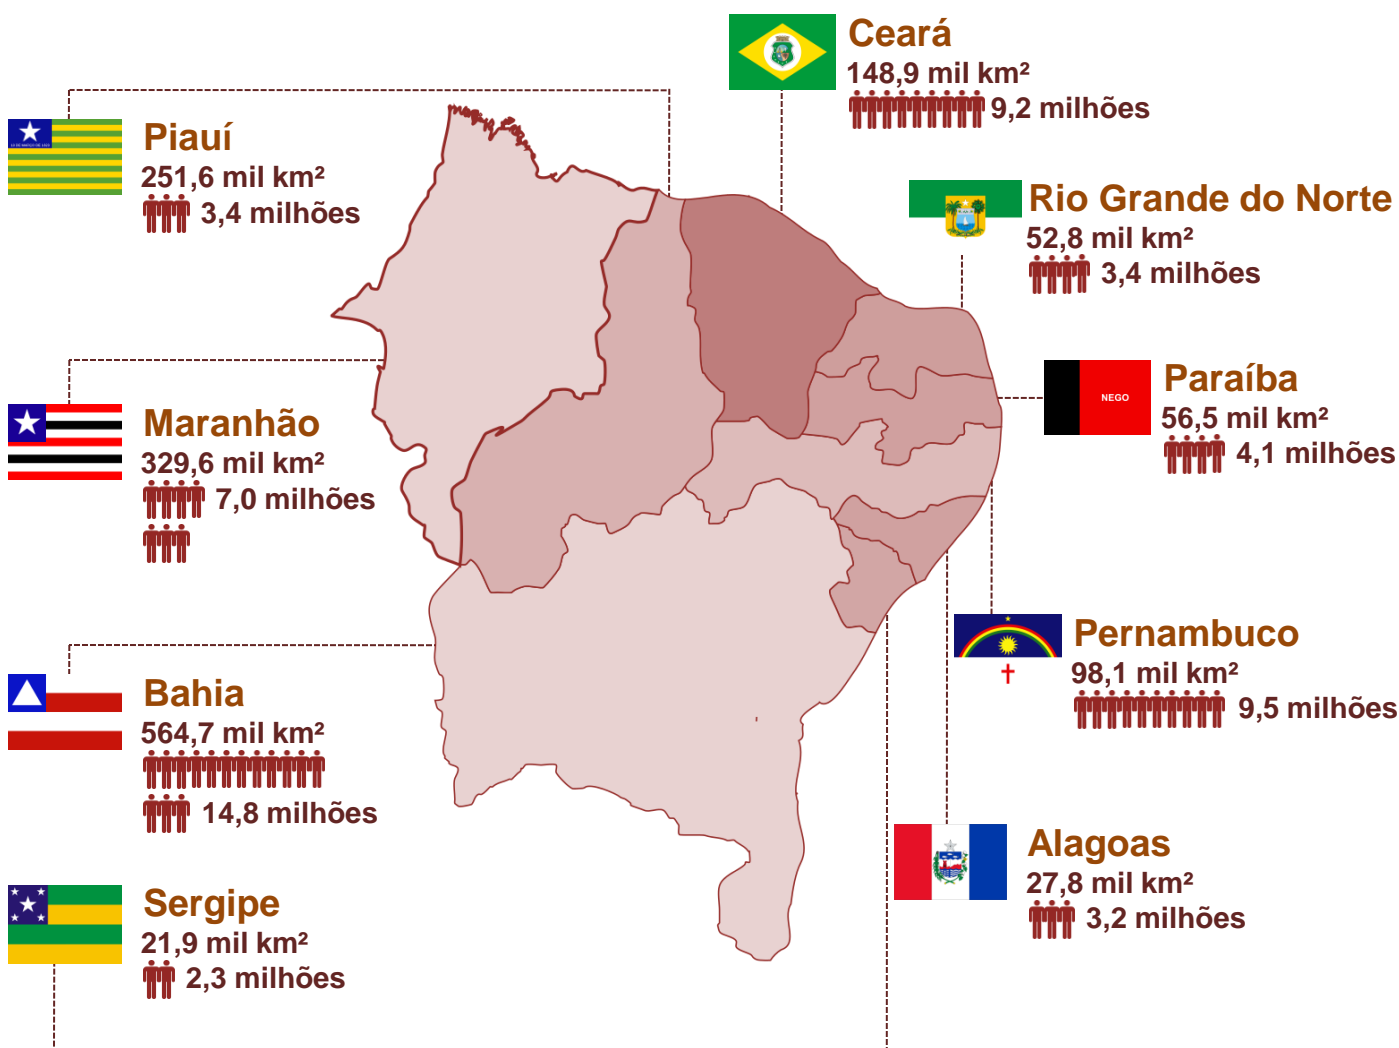 Ceará
148,9 mil km²
9,2 milhões
Piauí
251,6 mil km²
3,4 milhões
Rio Grande do Norte
52,8 mil km²
3,4 milhões
Paraíba
56,5 mil km²
4,1 milhões
NEGO
Maranhão
329,6 mil km²
7,0 milhões
Pernambuco
98,1 mil km²
9,5 milhões
Bahia
564,7 mil km²
14,8 milhões
Alagoas
27,8 mil km²
3,2 milhões
Sergipe
21,9 mil km²
2,3 milhões